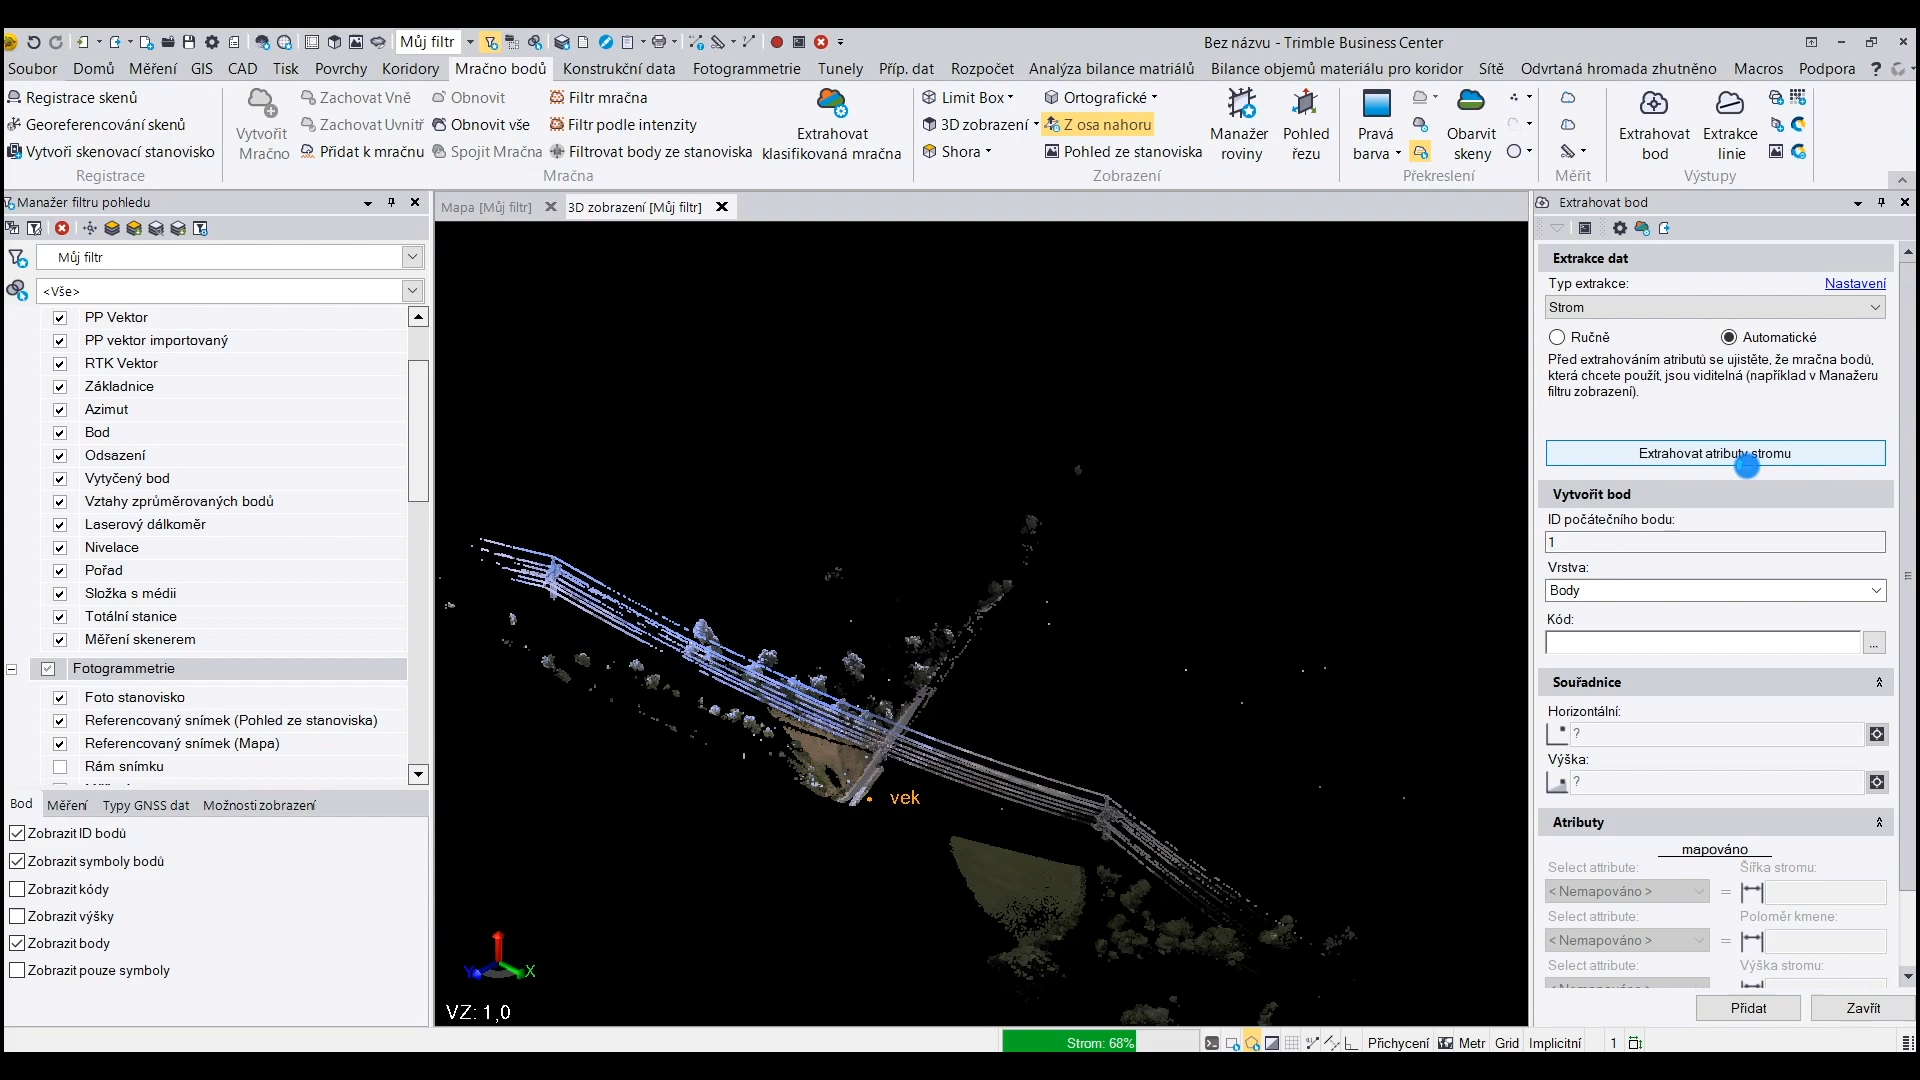 Můj filtr
Bez názvu - Trimble Business Center
Soubor Domů Měření GIS CAD Tisk Povrchy Koridory Mračno bodů Konstrukční data Fotogrammetrie Tunely Příp. dat Rozpočet Analýza bilance matriálů Bilance objemů materiálu pro koridor Sítě Odvrtaná hromada zhutněno Macros Podpora ?
Registrace skenů
Georeferencování skenů
Vytvoři skenovací stanovisko
Registrace
Vytvořit
Mračno
Zachovat Vně
Zachovat Uvnitř
Přidat k mračnu
Obnovit
Obnovit vše
Spojit Mračna
Filtr mračna
Filtr podle intenzity
Filtrovat body ze stanoviska
Extrahovat
klasifikovaná mračna
Mračna
Limit Box
3D zobrazení
Shora
Ortografické
Z osa nahoru
Pohled ze stanoviska
Manažer
roviny
Pohled
řezu
Zobrazení
Pravá
barva
Obarvit
skeny
Překreslení
Měřit
Extrahovat
bod
Extrakce
linie
Výstupy
Manažer filtru pohledu
Můj filtr
<Vše>
PP Vektor
PP vektor importovaný
RTK Vektor
Základnice
Azimut
Bod
Odsazení
Vytyčený bod
Vztahy zprůměrovaných bodů
Laserový dálkoměr
Nivelace
Pořad
Složka s médii
Totální stanice
Měření skenerem
Fotogrammetrie
Foto stanovisko
Referencovaný snímek (Pohled ze stanoviska)
Referencovaný snímek (Mapa)
Rám snímku
Bod Měření Typy GNSS dat Možnosti zobrazení
Zobrazit ID bodů
Zobrazit symboly bodů
Zobrazit kódy
Zobrazit výšky
Zobrazit body
Zobrazit pouze symboly
Mapa [Můj filtr]
3D zobrazení [Můj filtr]
vek
Y
X
VZ: 1,0
Extrahovat bod
Extrakce dat
Typ extrakce: Nastavení
Strom
Ručně Automatické
Před extrahováním atributů se ujistěte, že mračna bodů,
která chcete použít, jsou viditelná (například v Manažeru
filtru zobrazení).
Extrahovat atributy stromu
Vytvořit bod
ID počátečního bodu:
1
Vrstva:
Body
Kód:
...
Souřadnice
Horizontální:
?
Výška:
?
Atributy
mapováno
Select attribute: Šířka stromu:
< Nemapováno > =
Select attribute: Poloměr kmene:
< Nemapováno > =
Select attribute: Výška stromu:
Přidat Zavřít
Strom: 68%
Přichycení Metr Grid Implicitní 1